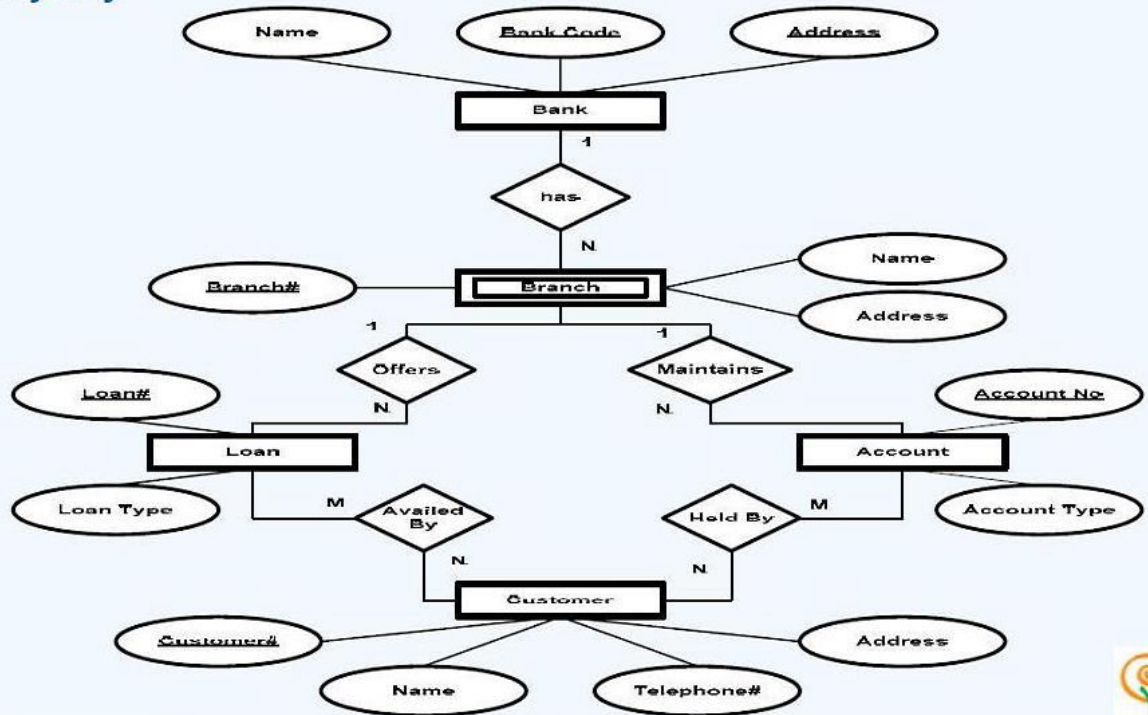 Name
Bank Code
Address
Bank
1
has
N
Branch#
Branch
Name
Address
1
1
Offers
Maintains
Loan#
N
N
Account No
Loan
Account
Loan Type
M
Availed
By
Held By
M
Account Type
N
N
Customer
Customer#
Address
Name
Telephone#